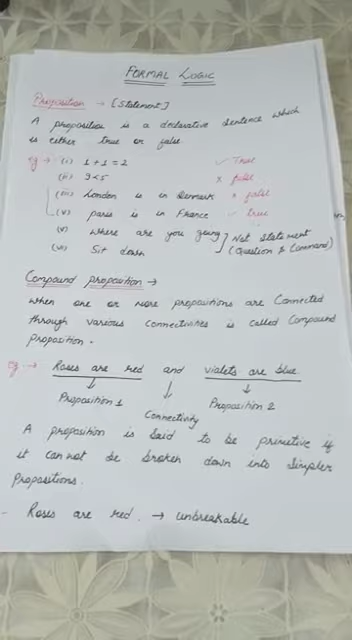 FORMAL LOGIC
Proposition → [Statement]
A proposition is a declarative sentence which
is either true or false.
eg → (i) 1 + 1 = 2 ✓ True
(ii) 9 < 5 × false
(iii) London is in Denmark × false
(v) paris is in France ✓ true
(v) where are you going ] Not Statement
(vi) Sit down (Question & Command)
Compound proposition →
when one or more propositions are Connected
through various connectivities is called Compound
proposition.
eg → Roses are red and violets are blue
↓ ↓ ↓
Proposition 1 Proposition 2
Connectivity
A proposition is said to be primitive if
it can not be broken down into simpler
Propositions.
- Roses are red. → unbreakable